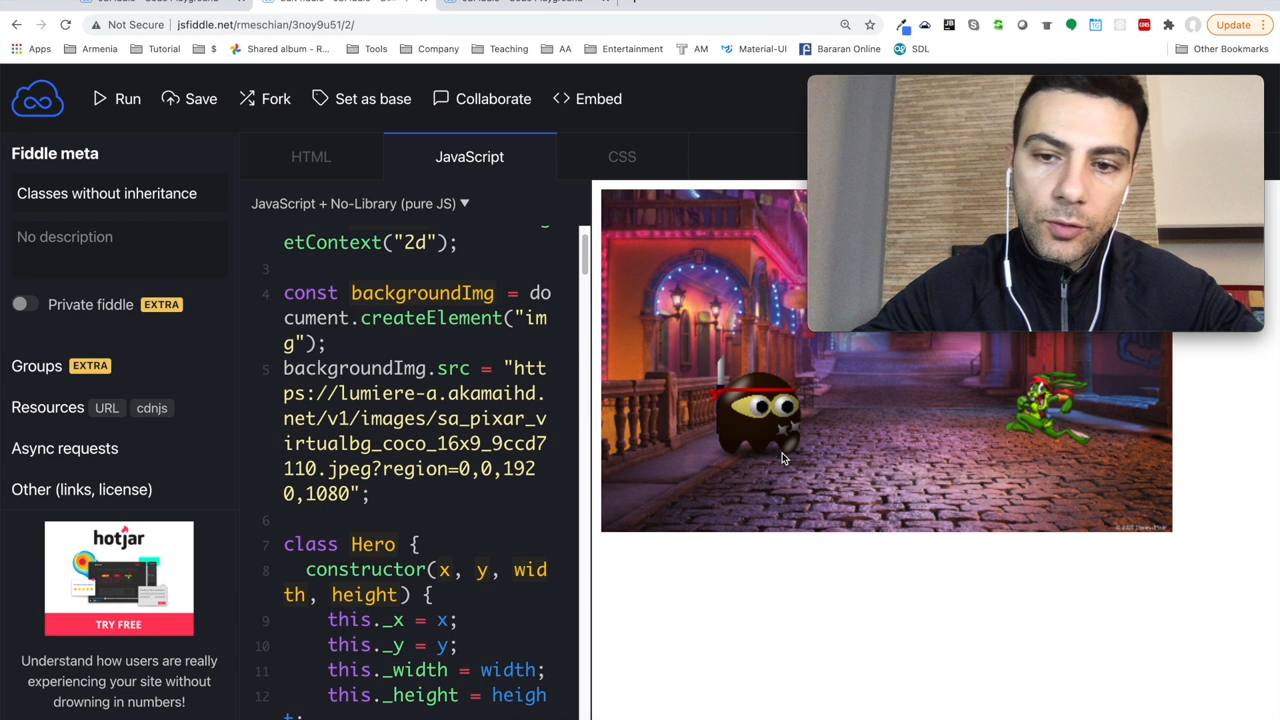 Not Secure | jsfiddle.net/rmeschian/3noy9u51/2/
Update
Apps Armenia Tutorial $ Shared album - R... Tools Company Teaching AA Entertainment AM Material-UI Bararan Online SDL Other Bookmarks
Run Save Fork Set as base Collaborate Embed
Fiddle meta
Classes without inheritance
No description
Private fiddle EXTRA
Groups EXTRA
Resources URL cdnjs
Async requests
Other (links, license)
hotjar
TRY FREE
Understand how users are really
experiencing your site without
drowning in numbers!
HTML JavaScript CSS
JavaScript + No-Library (pure JS) ▼
etContext("2d");
3
4 const backgroundImg = do
cument.createElement("im
g");
5 backgroundImg.src = "htt
ps://lumiere-a.akamaihd.
net/v1/images/sa_pixar_v
irtualbg_coco_16x9_9ccd7
110.jpeg?region=0,0,192
0,1080";
6
7 class Hero {
8 constructor(x, y, wid
th, height) {
9 this._x = x;
10 this._y = y;
11 this._width = width;
12 this._height = heigh
t;